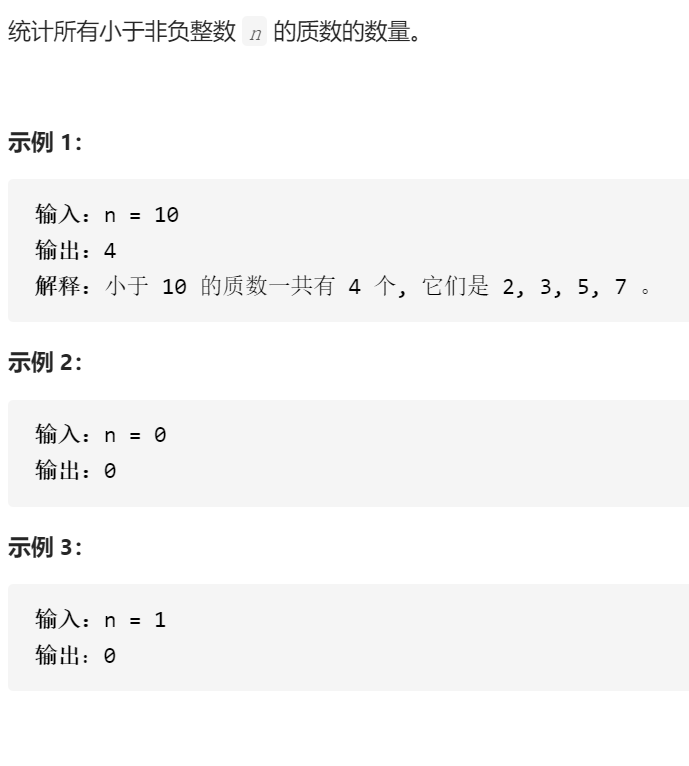 统计所有小于非负整数 n 的质数的数量。
示例 1：
输入：n = 10
输出：4
解释：小于 10 的质数一共有 4 个, 它们是 2, 3, 5, 7 。
示例 2：
输入：n = 0
输出：0
示例 3：
输入：n = 1
输出：0